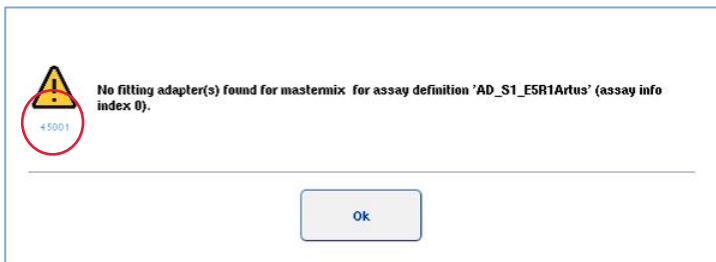 No fitting adapter(s) found for mastermix for assay definition 'AD_S1_E5R1Artus' (assay info
index 0).
45001
Ok